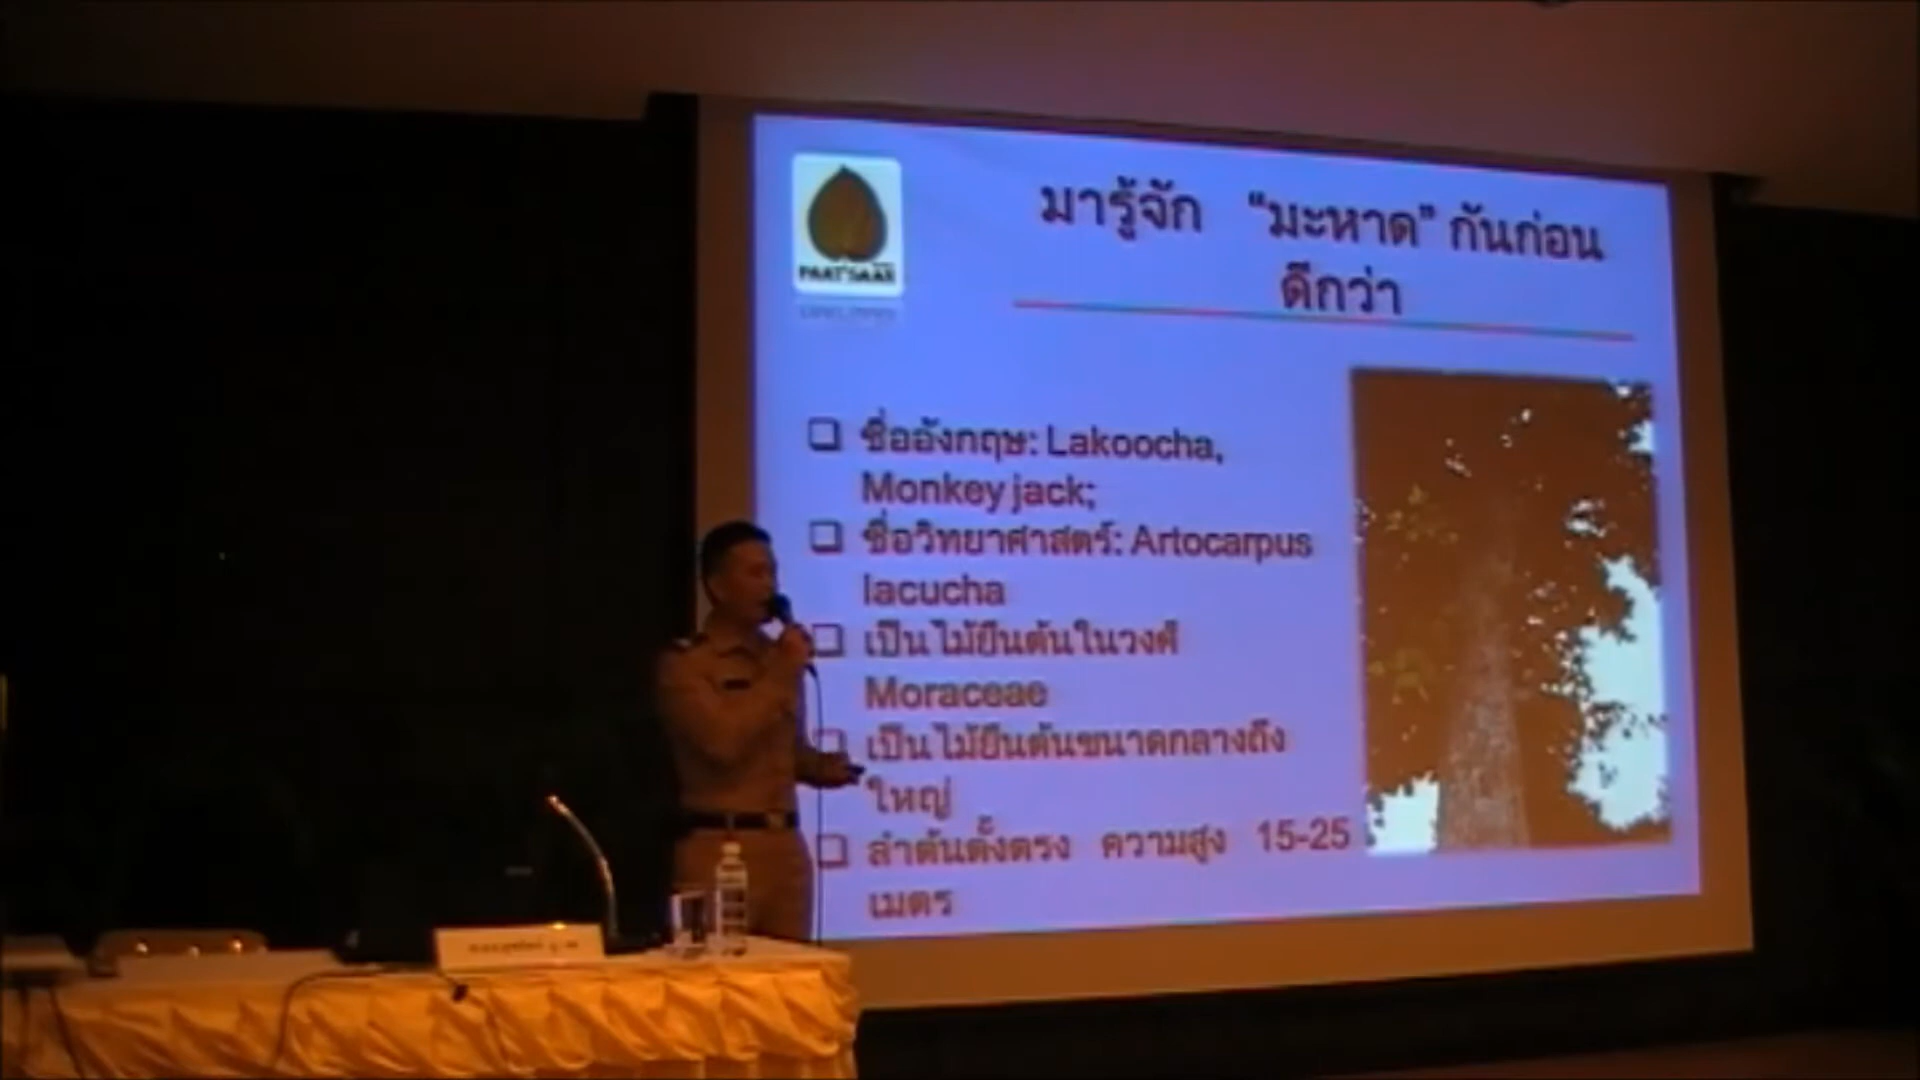 PAAT'SAAR
มารู้จัก “มะหาด” กันก่อน
ดีกว่า
❑ ชื่ออังกฤษ: Lakoocha,
Monkey jack;
❑ ชื่อวิทยาศาสตร์: Artocarpus
lacucha
❑ เป็นไม้ยืนต้นในวงศ์
Moraceae
❑ เป็นไม้ยืนต้นขนาดกลางถึง
ใหญ่
❑ ลำต้นตั้งตรง ความสูง 15-25
เมตร